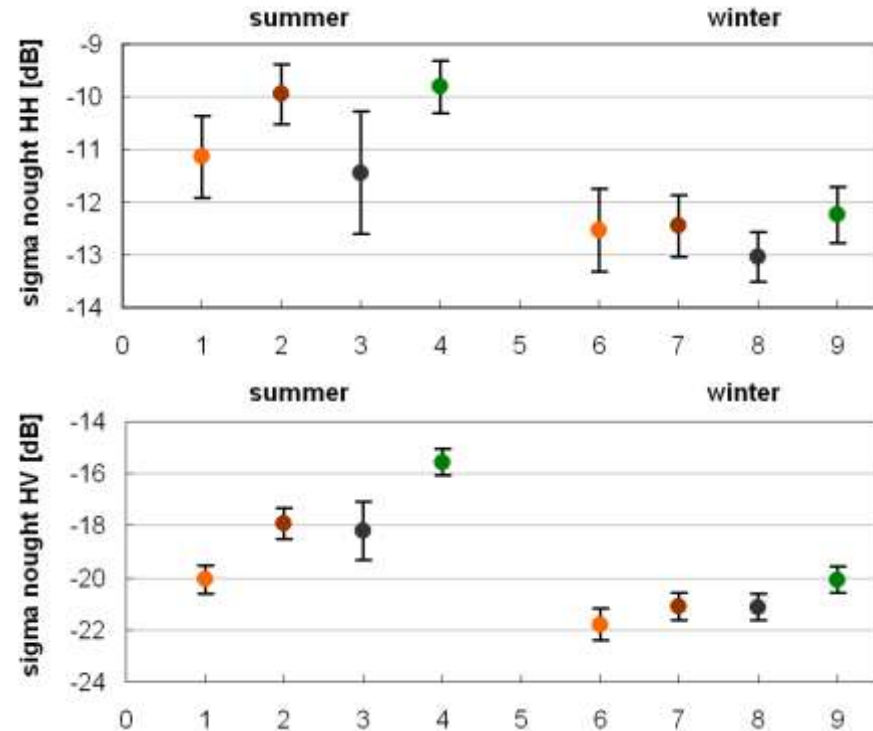 summer winter
sigma nought HH [dB]
-9
-10
-11
-12
-13
-14
0 1 2 3 4 5 6 7 8 9
summer winter
sigma nought HV [dB]
-14
-16
-18
-20
-22
-24
0 1 2 3 4 5 6 7 8 9